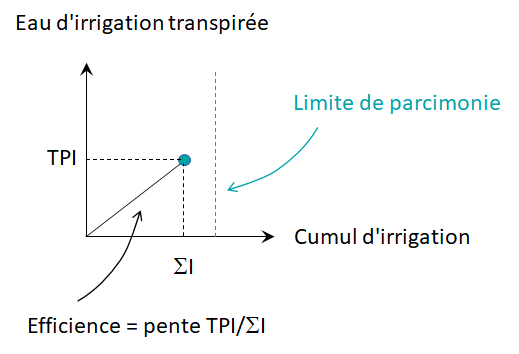 Eau d'irrigation transpirée
Limite de parcimonie
TPI
Cumul d'irrigation
ΣI
Efficience = pente TPI/ΣI